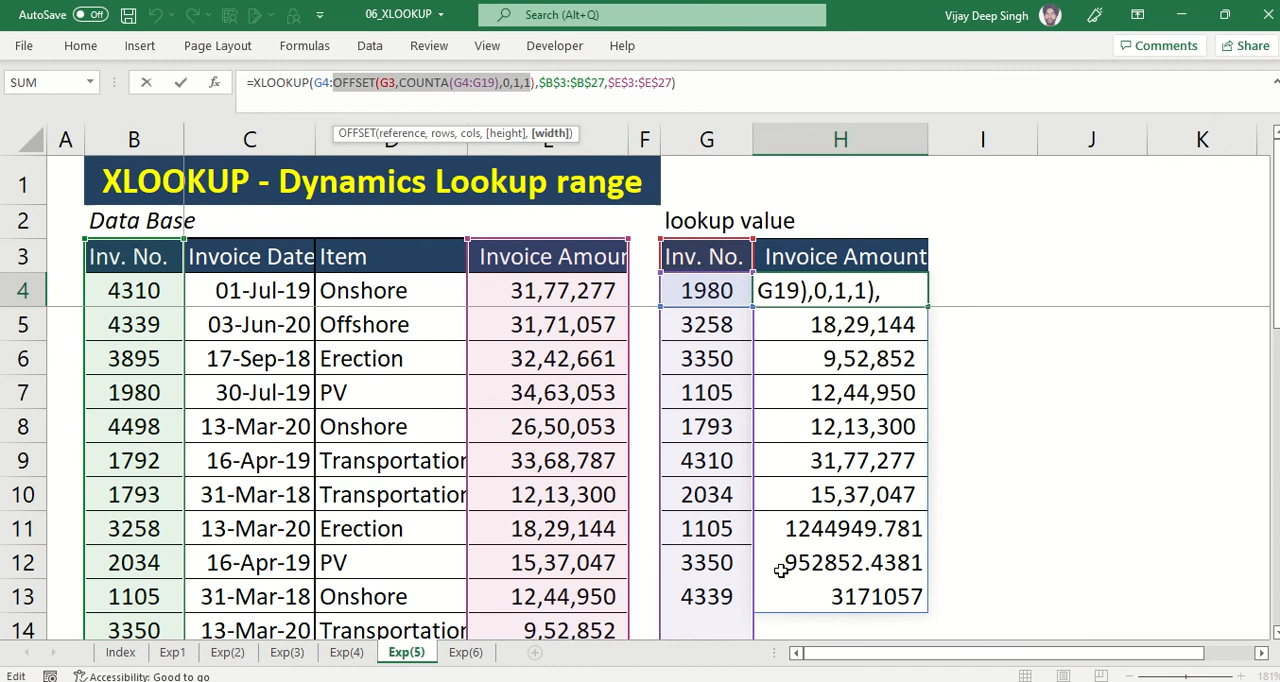 AutoSave Off 06_XLOOKUP Search (Alt+Q) Vijay Deep Singh
File Home Insert Page Layout Formulas Data Review View Developer Help Comments Share
SUM fx =XLOOKUP(G4:OFFSET(G3,COUNTA(G4:G19),0,1,1),$B$3:$B$27,$E$3:$E$27)
OFFSET(reference, rows, cols, [height], [width])
A B C D E F G H I J K
1 XLOOKUP - Dynamics Lookup range
2 Data Base lookup value
3 Inv. No. Invoice Date Item Invoice Amoun Inv. No. Invoice Amount
4 4310 01-Jul-19 Onshore 31,77,277 1980 G19),0,1,1),
5 4339 03-Jun-20 Offshore 31,71,057 3258 18,29,144
6 3895 17-Sep-18 Erection 32,42,661 3350 9,52,852
7 1980 30-Jul-19 PV 34,63,053 1105 12,44,950
8 4498 13-Mar-20 Onshore 26,50,053 1793 12,13,300
9 1792 16-Apr-19 Transportation 33,68,787 4310 31,77,277
10 1793 31-Mar-18 Transportation 12,13,300 2034 15,37,047
11 3258 13-Mar-20 Erection 18,29,144 1105 1244949.781
12 2034 16-Apr-19 PV 15,37,047 3350 952852.4381
13 1105 31-Mar-18 Onshore 12,44,950 4339 3171057
14 3350 13-Mar-20 Transportation 9,52,852
Index Exp1 Exp(2) Exp(3) Exp(4) Exp(5) Exp(6)
Edit Accessibility: Good to go 181%